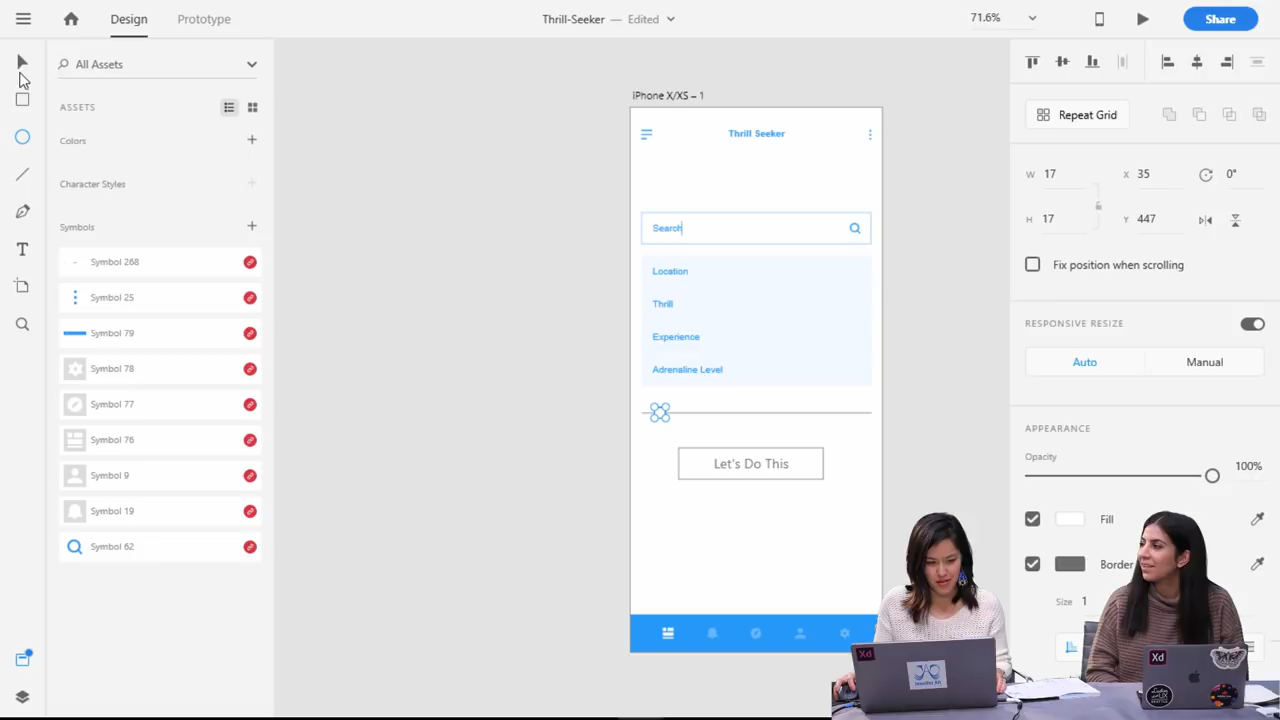 Design
Prototype
Thrill-Seeker — Edited
71.6%
Share
All Assets
ASSETS
Colors
Character Styles
Symbols
Symbol 268
Symbol 25
Symbol 79
Symbol 78
Symbol 77
Symbol 76
Symbol 9
Symbol 19
Symbol 62
iPhone X/XS – 1
Thrill Seeker
Search
Location
Thrill
Experience
Adrenaline Level
Let's Do This
Repeat Grid
W 17 X 35 0°
H 17 Y 447
Fix position when scrolling
RESPONSIVE RESIZE
Auto Manual
APPEARANCE
Opacity
100%
Fill
Border
Size 1
Xd
Xd